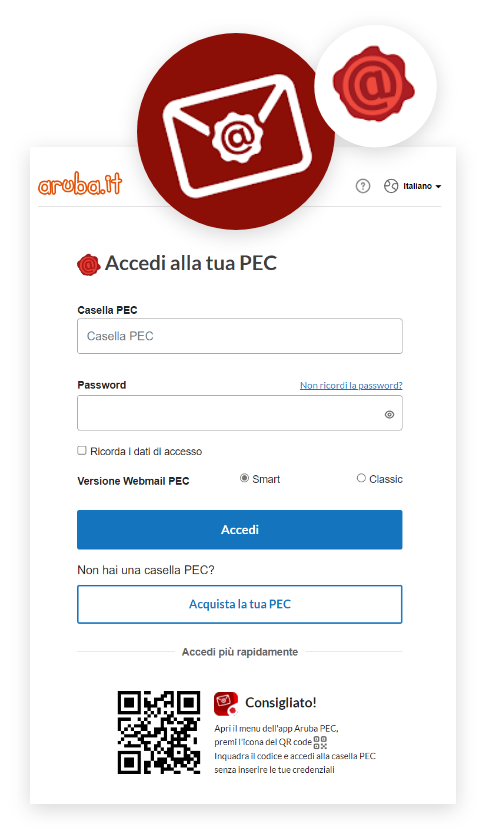 aruba.it
Italiano
Accedi alla tua PEC
Casella PEC
Casella PEC
Password Non ricordi la password?
Ricorda i dati di accesso
Versione Webmail PEC Smart Classic
Accedi
Non hai una casella PEC?
Acquista la tua PEC
Accedi più rapidamente
Consigliato!
Apri il menu dell'app Aruba PEC,
premi l'icona del QR code
Inquadra il codice e accedi alla casella PEC
senza inserire le tue credenziali